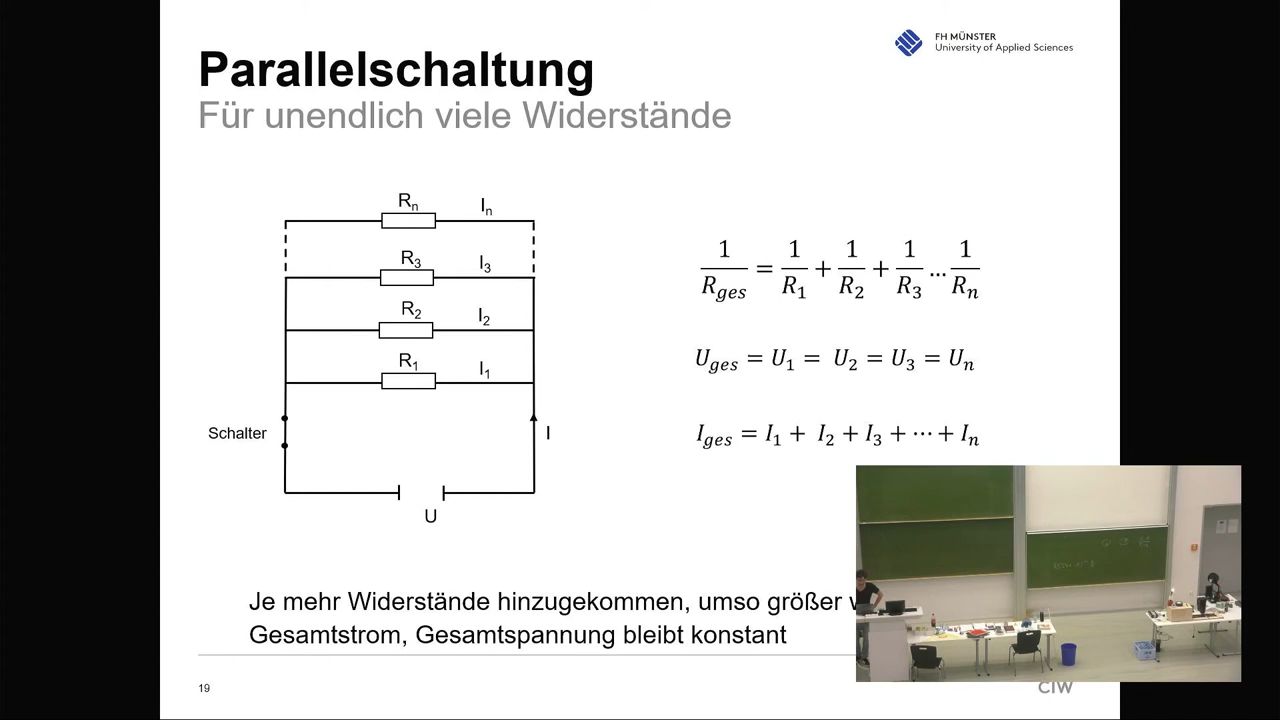 FH MÜNSTER
University of Applied Sciences
Parallelschaltung
Für unendlich viele Widerstände
Rn In
R3 I3
R2 I2
R1 I1
Schalter
I
U
1/Rges = 1/R1 + 1/R2 + 1/R3 ... 1/Rn
Uges = U1 = U2 = U3 = Un
Iges = I1 + I2 + I3 + ⋯ + In
Je mehr Widerstände hinzugekommen, umso größer
Gesamtstrom, Gesamtspannung bleibt konstant
19
CIW